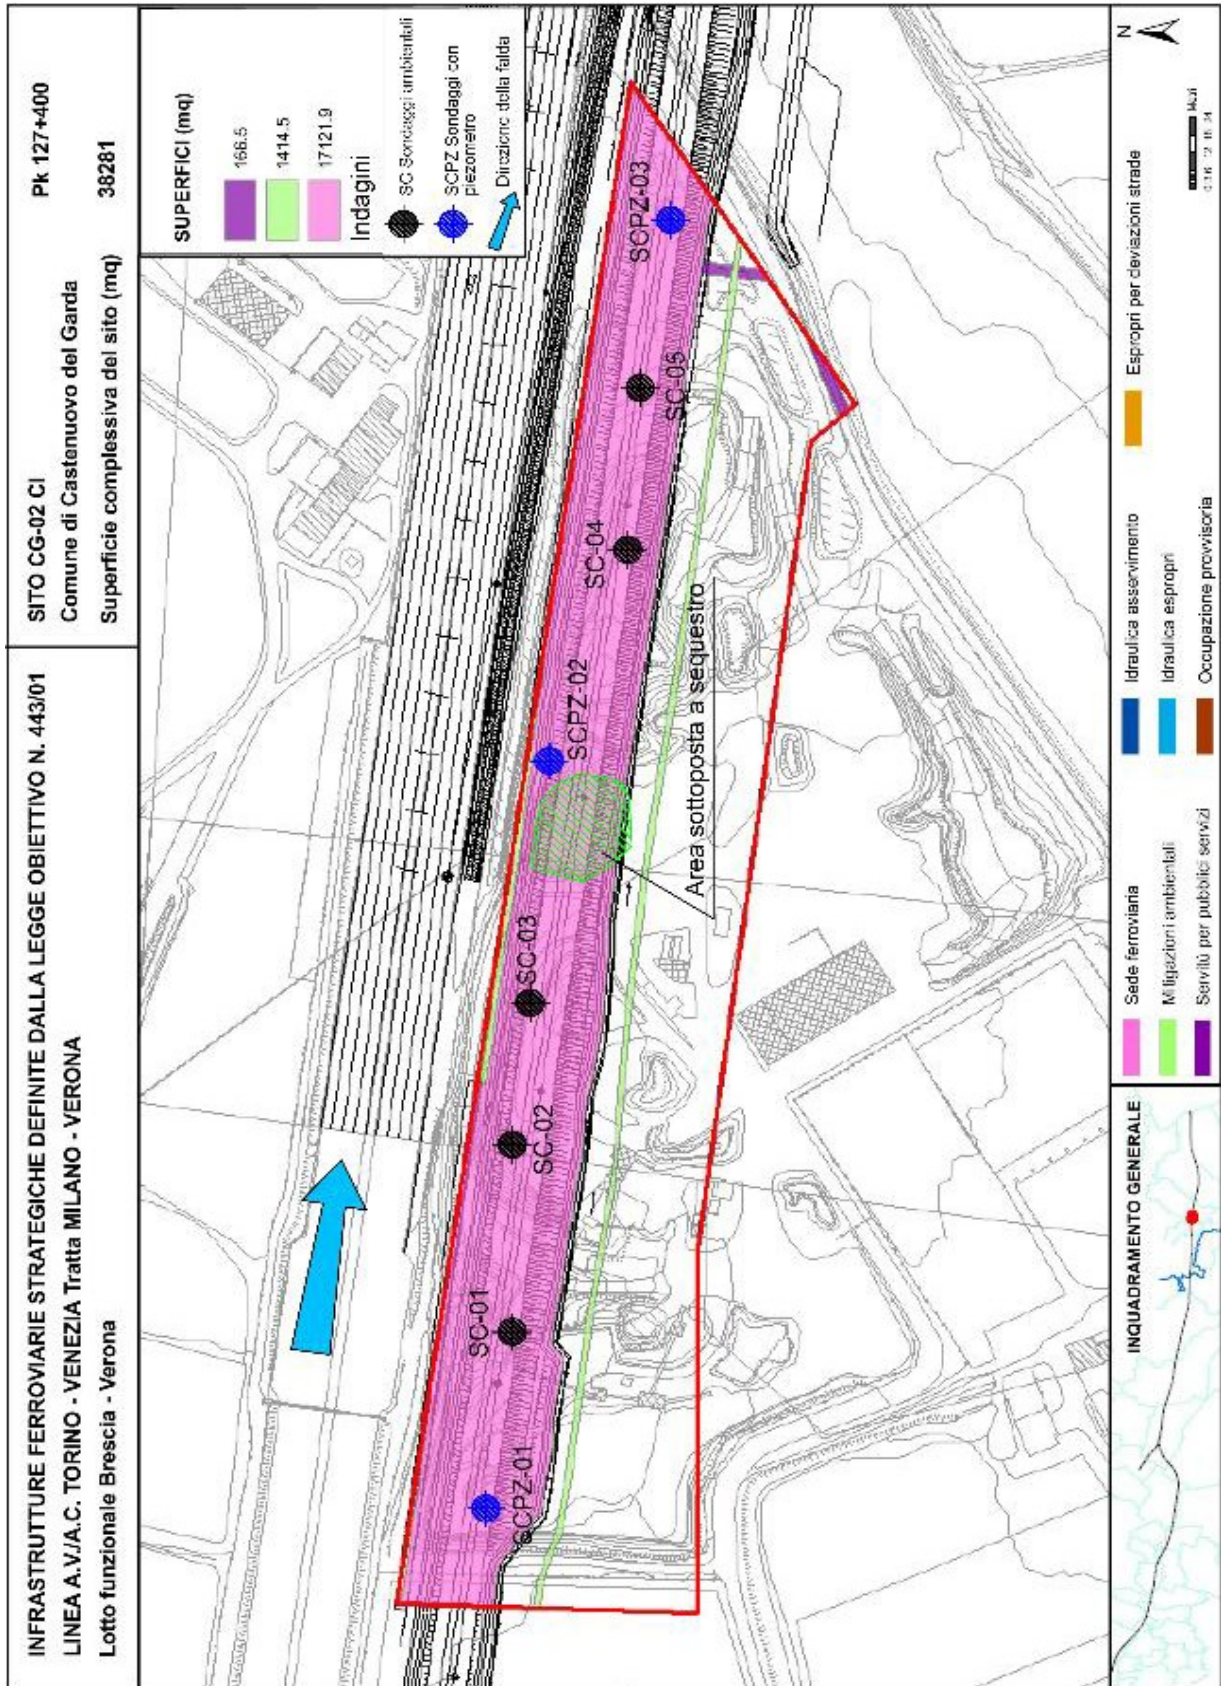 INFRASTRUTTURE FERROVIARIE STRATEGICHE DEFINITE DALLA LEGGE OBIETTIVO N. 443/01
LINEA A.V./A.C. TORINO - VENEZIA Tratta MILANO - VERONA
Lotto funzionale Brescia - Verona
SITO CG-02 CI
Pk 127+400
Comune di Castenuovo del Garda
Superficie complessiva del sito (mq)
38281
SUPERFICI (mq)
166.5
1414.5
17121.9
Indagini
SC Sondaggi ambientali
SCPZ Sondaggi con
piezometro
Direzione della falda
SCPZ-01
SC-01
SC-02
SC-03
SCPZ-02
SC-04
SC-05
SCPZ-03
Area sottoposta a sequestro
INQUADRAMENTO GENERALE
Sede ferroviaria
Mitigazioni ambientali
Servitù per pubblici servizi
Idraulica asservimento
Idraulica espropri
Occupazione provvisoria
Espropri per deviazioni strade
N
Metri